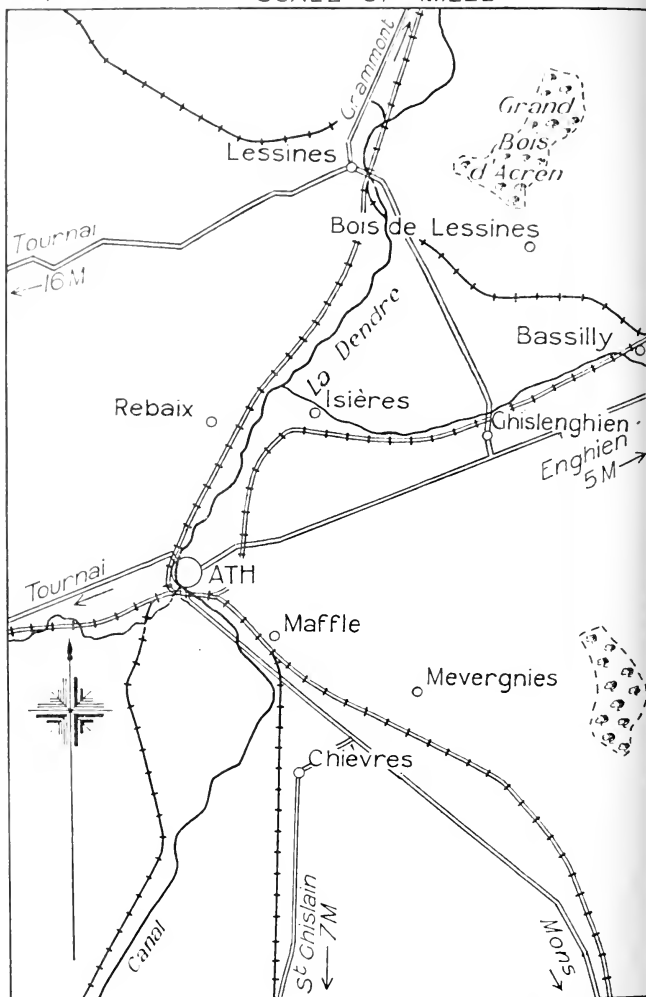 SCALE OF MILES
Grammont
Grand
Bois
d'Acren
Lessines
Tournai
16 M
Bois de Lessines
La Dendre
Bassilly
Rebaix
Isières
Ghislenghien
Enghien
5 M
Tournai
ATH
Maffle
Mevergnies
Chièvres
St Ghislain
7M
Canal
Mons